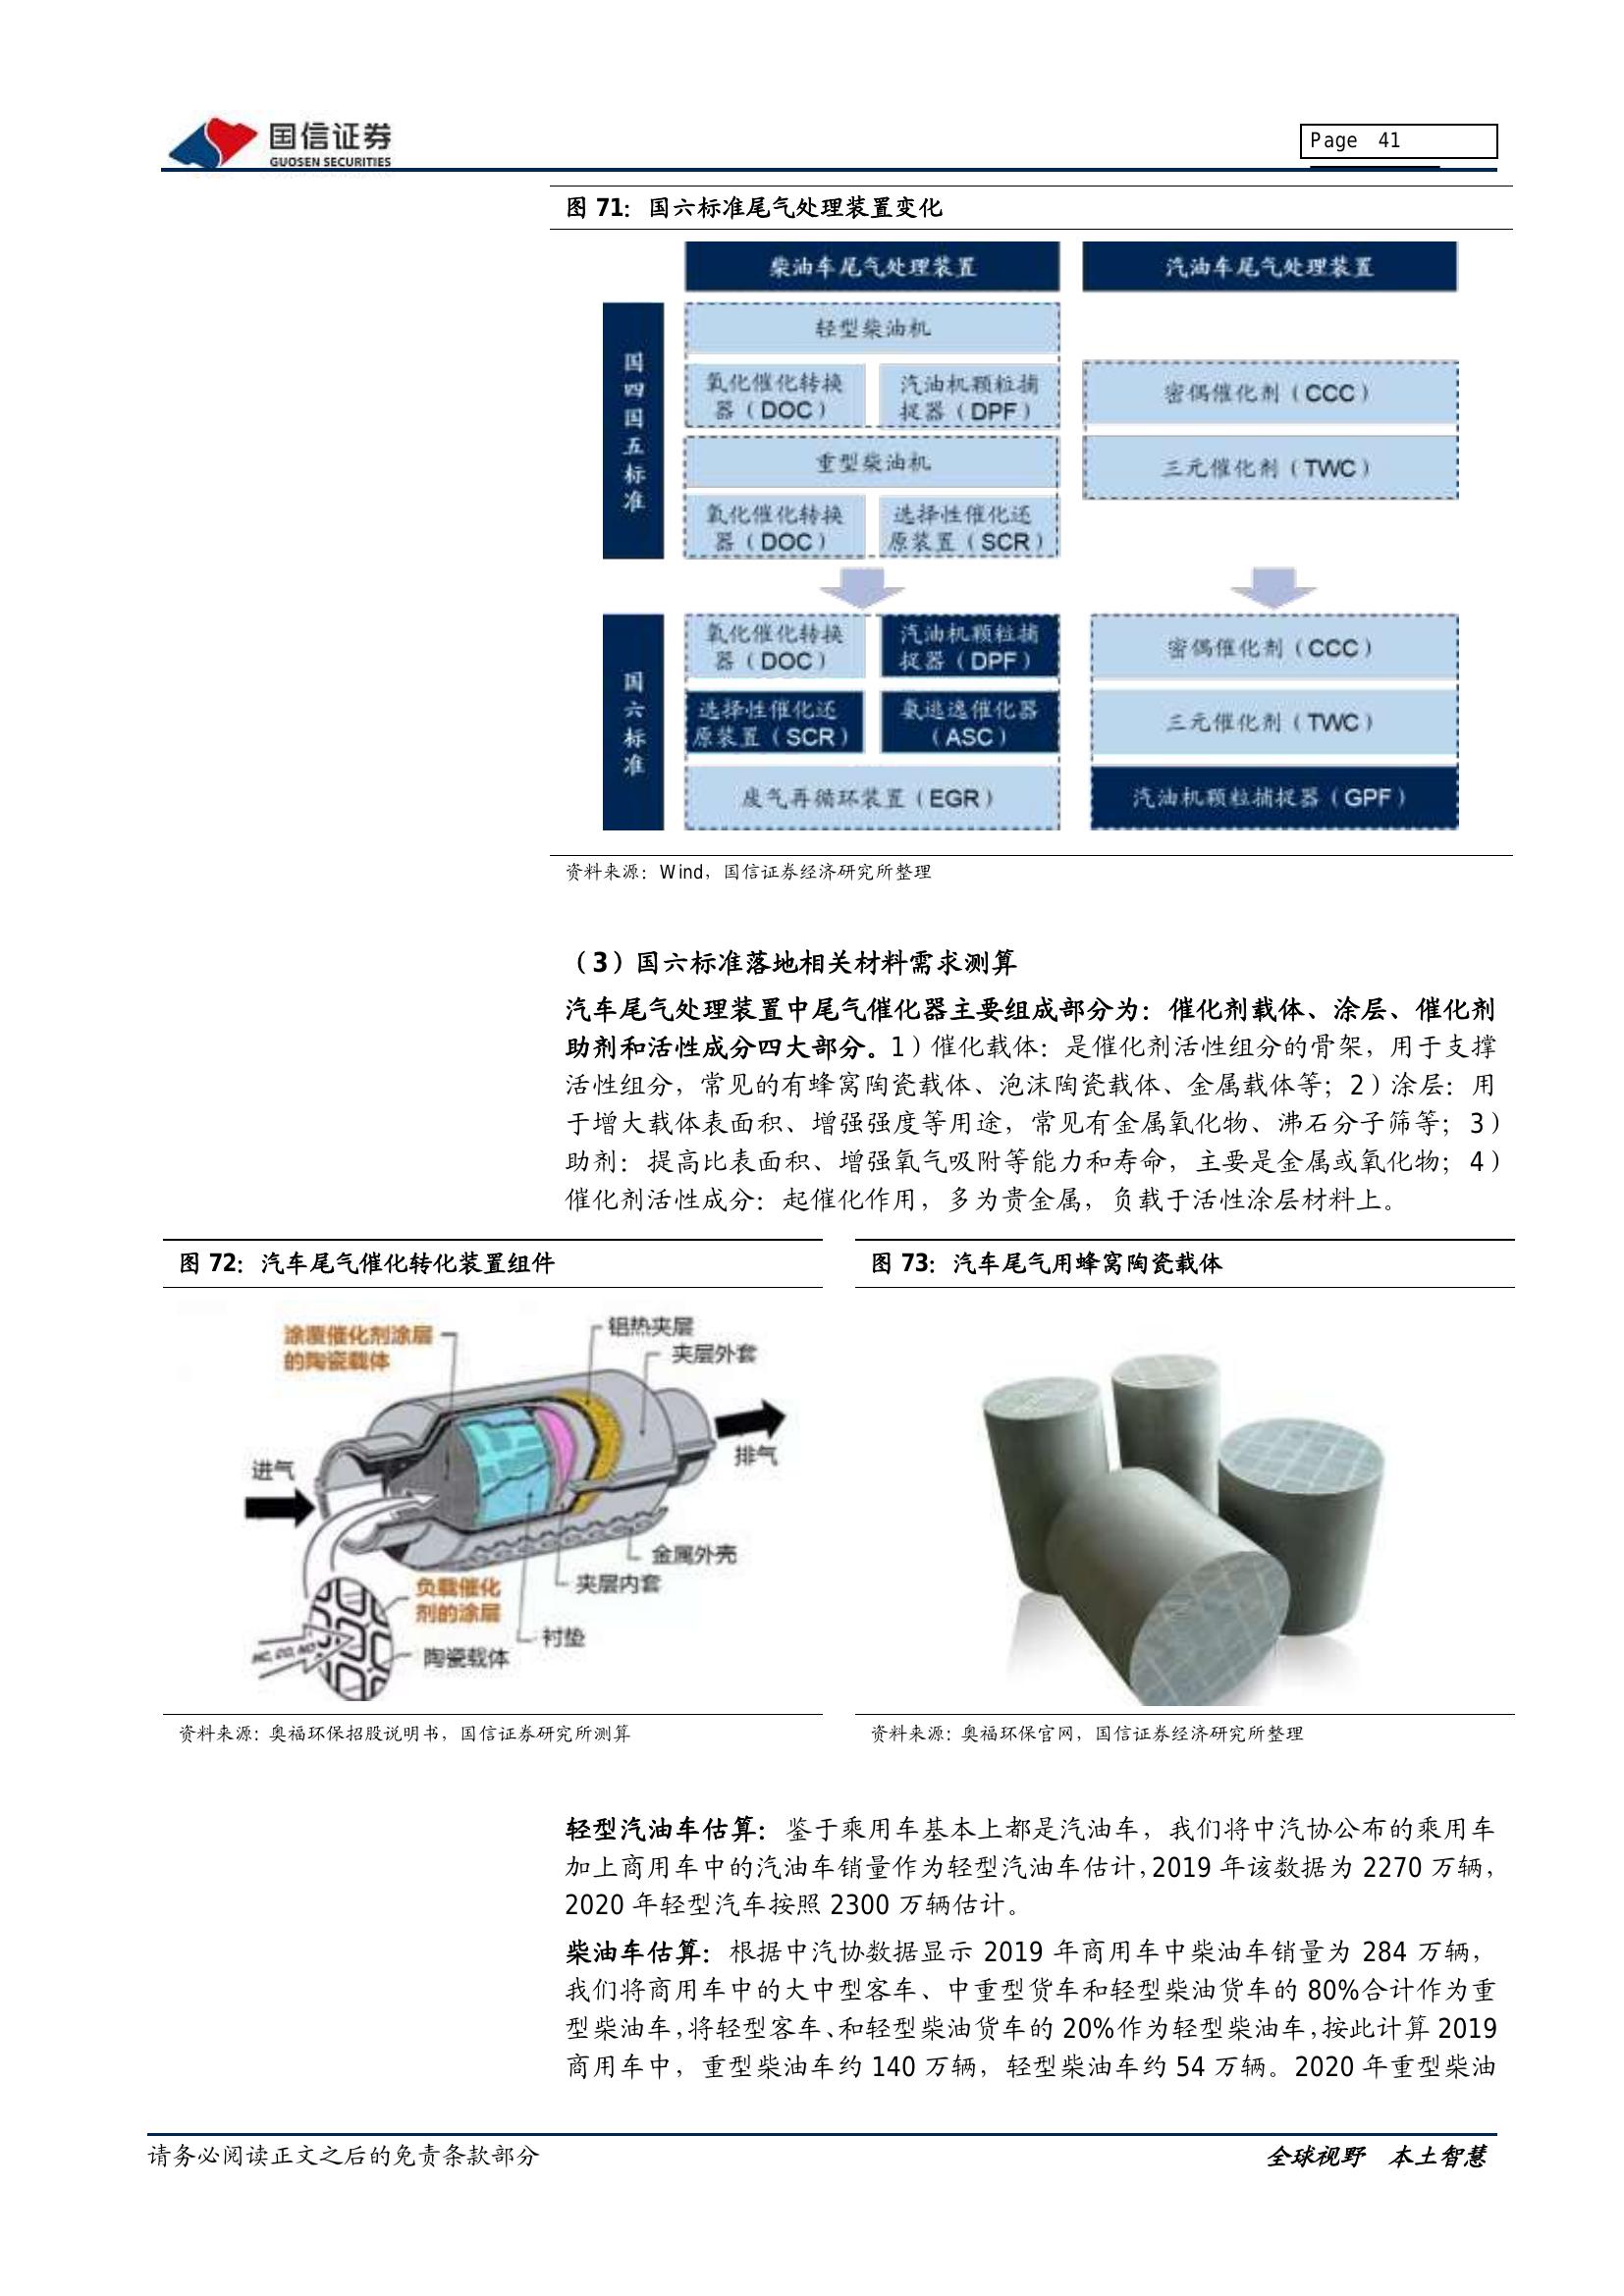 国信证券
GUOSEN SECURITIES
Page 41
图 71：国六标准尾气处理装置变化
柴油车尾气处理装置
汽油车尾气处理装置
国四国五标准
轻型柴油机
氧化催化转换
器（DOC）
汽油机颗粒捕
捉器（DPF）
重型柴油机
氧化催化转换
器（DOC）
选择性催化还
原装置（SCR）
密偶催化剂（CCC）
三元催化剂（TWC）
国六标准
氧化催化转换
器（DOC）
汽油机颗粒捕
捉器（DPF）
选择性催化还
原装置（SCR）
氨逃逸催化器
（ASC）
废气再循环装置（EGR）
密偶催化剂（CCC）
三元催化剂（TWC）
汽油机颗粒捕捉器（GPF）
资料来源：Wind，国信证券经济研究所整理
（3）国六标准落地相关材料需求测算
汽车尾气处理装置中尾气催化器主要组成部分为：催化剂载体、涂层、催化剂
助剂和活性成分四大部分。1）催化载体：是催化剂活性组分的骨架，用于支撑
活性组分，常见的有蜂窝陶瓷载体、泡沫陶瓷载体、金属载体等；2）涂层：用
于增大载体表面积、增强强度等用途，常见有金属氧化物、沸石分子筛等；3）
助剂：提高比表面积、增强氧气吸附等能力和寿命，主要是金属或氧化物；4）
催化剂活性成分：起催化作用，多为贵金属，负载于活性涂层材料上。
图 72：汽车尾气催化转化装置组件
涂覆催化剂涂层
的陶瓷载体
铝热夹层
夹层外套
进气
排气
金属外壳
夹层内套
负载催化
剂的涂层
衬垫
陶瓷载体
HC, CO, NO
资料来源：奥福环保招股说明书，国信证券研究所测算
图 73：汽车尾气用蜂窝陶瓷载体
资料来源：奥福环保官网，国信证券经济研究所整理
轻型汽油车估算：鉴于乘用车基本上都是汽油车，我们将中汽协公布的乘用车
加上商用车中的汽油车销量作为轻型汽油车估计，2019 年该数据为 2270 万辆，
2020 年轻型汽车按照 2300 万辆估计。
柴油车估算：根据中汽协数据显示 2019 年商用车中柴油车销量为 284 万辆，
我们将商用车中的大中型客车、中重型货车和轻型柴油货车的 80%合计作为重
型柴油车，将轻型客车、和轻型柴油货车的 20%作为轻型柴油车，按此计算 2019
商用车中，重型柴油车约 140 万辆，轻型柴油车约 54 万辆。2020 年重型柴油
请务必阅读正文之后的免责条款部分
全球视野 本土智慧